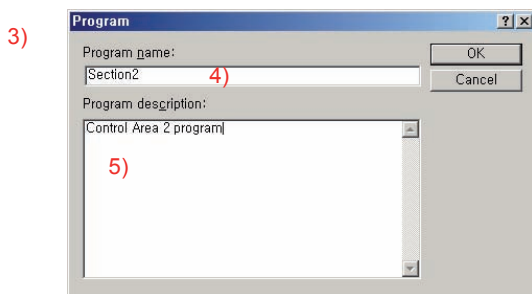 3)
Program
Program name:
OK
Section2
4)
Cancel
Program description:
Control Area 2 program
5)